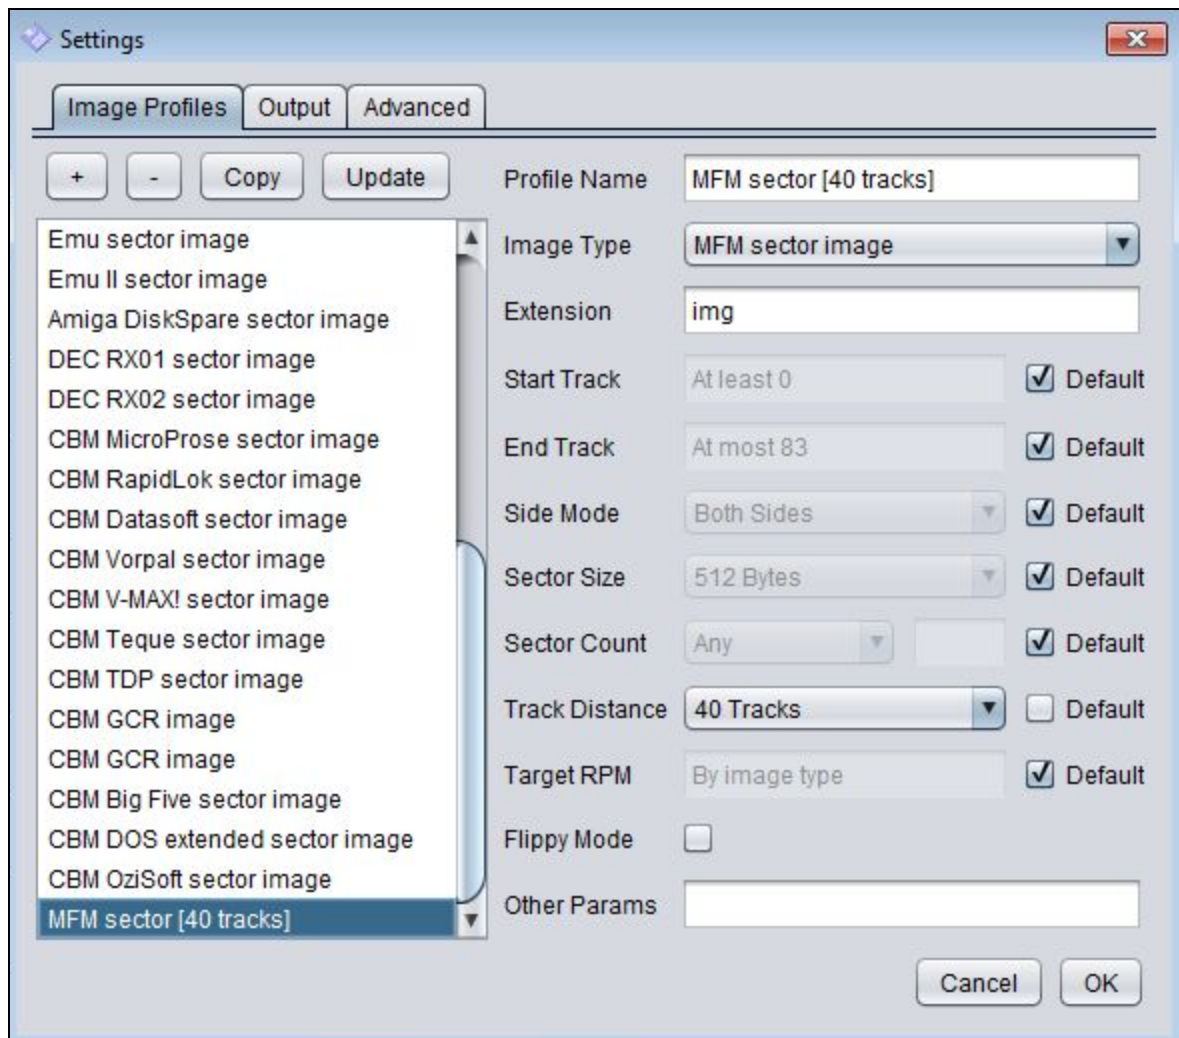 Settings
Image Profiles Output Advanced
+ - Copy Update
Emu sector image
Emu II sector image
Amiga DiskSpare sector image
DEC RX01 sector image
DEC RX02 sector image
CBM MicroProse sector image
CBM RapidLok sector image
CBM Datasoft sector image
CBM Vorpal sector image
CBM V-MAX! sector image
CBM Teque sector image
CBM TDP sector image
CBM GCR image
CBM GCR image
CBM Big Five sector image
CBM DOS extended sector image
CBM OziSoft sector image
MFM sector [40 tracks]
Profile Name MFM sector [40 tracks]
Image Type MFM sector image
Extension img
Start Track At least 0 Default
End Track At most 83 Default
Side Mode Both Sides Default
Sector Size 512 Bytes Default
Sector Count Any Default
Track Distance 40 Tracks Default
Target RPM By image type Default
Flippy Mode
Other Params
Cancel OK